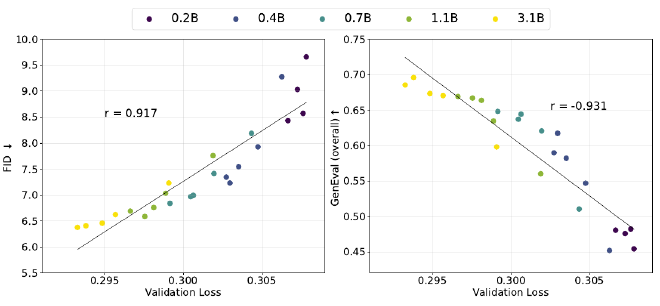 0.2B 0.4B 0.7B 1.1B 3.1B
10.0
9.5
9.0
8.5
8.0
7.5
7.0
6.5
6.0
5.5
FID ↓
r = 0.917
0.295 0.300 0.305
Validation Loss
0.75
0.70
0.65
0.60
0.55
0.50
0.45
GenEval (overall) ↑
r = -0.931
0.295 0.300 0.305
Validation Loss